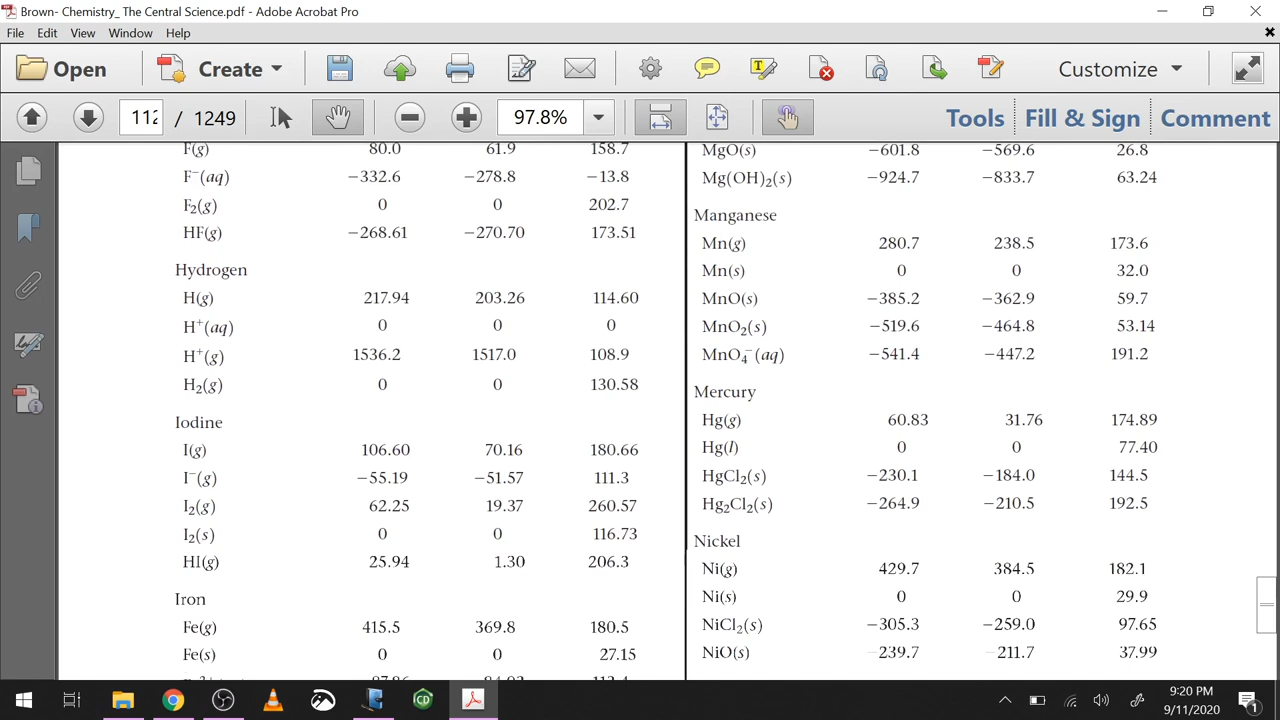 Brown- Chemistry_ The Central Science.pdf - Adobe Acrobat Pro
File Edit View Window Help
Open Create Customize
112 / 1249 97.8% Tools Fill & Sign Comment
F(g) 80.0 61.9 158.7
F⁻(aq) −332.6 −278.8 −13.8
F₂(g) 0 0 202.7
HF(g) −268.61 −270.70 173.51
Hydrogen
H(g) 217.94 203.26 114.60
H⁺(aq) 0 0 0
H⁺(g) 1536.2 1517.0 108.9
H₂(g) 0 0 130.58
Iodine
I(g) 106.60 70.16 180.66
I⁻(g) −55.19 −51.57 111.3
I₂(g) 62.25 19.37 260.57
I₂(s) 0 0 116.73
HI(g) 25.94 1.30 206.3
Iron
Fe(g) 415.5 369.8 180.5
Fe(s) 0 0 27.15
MgO(s) −601.8 −569.6 26.8
Mg(OH)₂(s) −924.7 −833.7 63.24
Manganese
Mn(g) 280.7 238.5 173.6
Mn(s) 0 0 32.0
MnO(s) −385.2 −362.9 59.7
MnO₂(s) −519.6 −464.8 53.14
MnO₄⁻(aq) −541.4 −447.2 191.2
Mercury
Hg(g) 60.83 31.76 174.89
Hg(l) 0 0 77.40
HgCl₂(s) −230.1 −184.0 144.5
Hg₂Cl₂(s) −264.9 −210.5 192.5
Nickel
Ni(g) 429.7 384.5 182.1
Ni(s) 0 0 29.9
NiCl₂(s) −305.3 −259.0 97.65
NiO(s) −239.7 −211.7 37.99
9:20 PM
9/11/2020
1